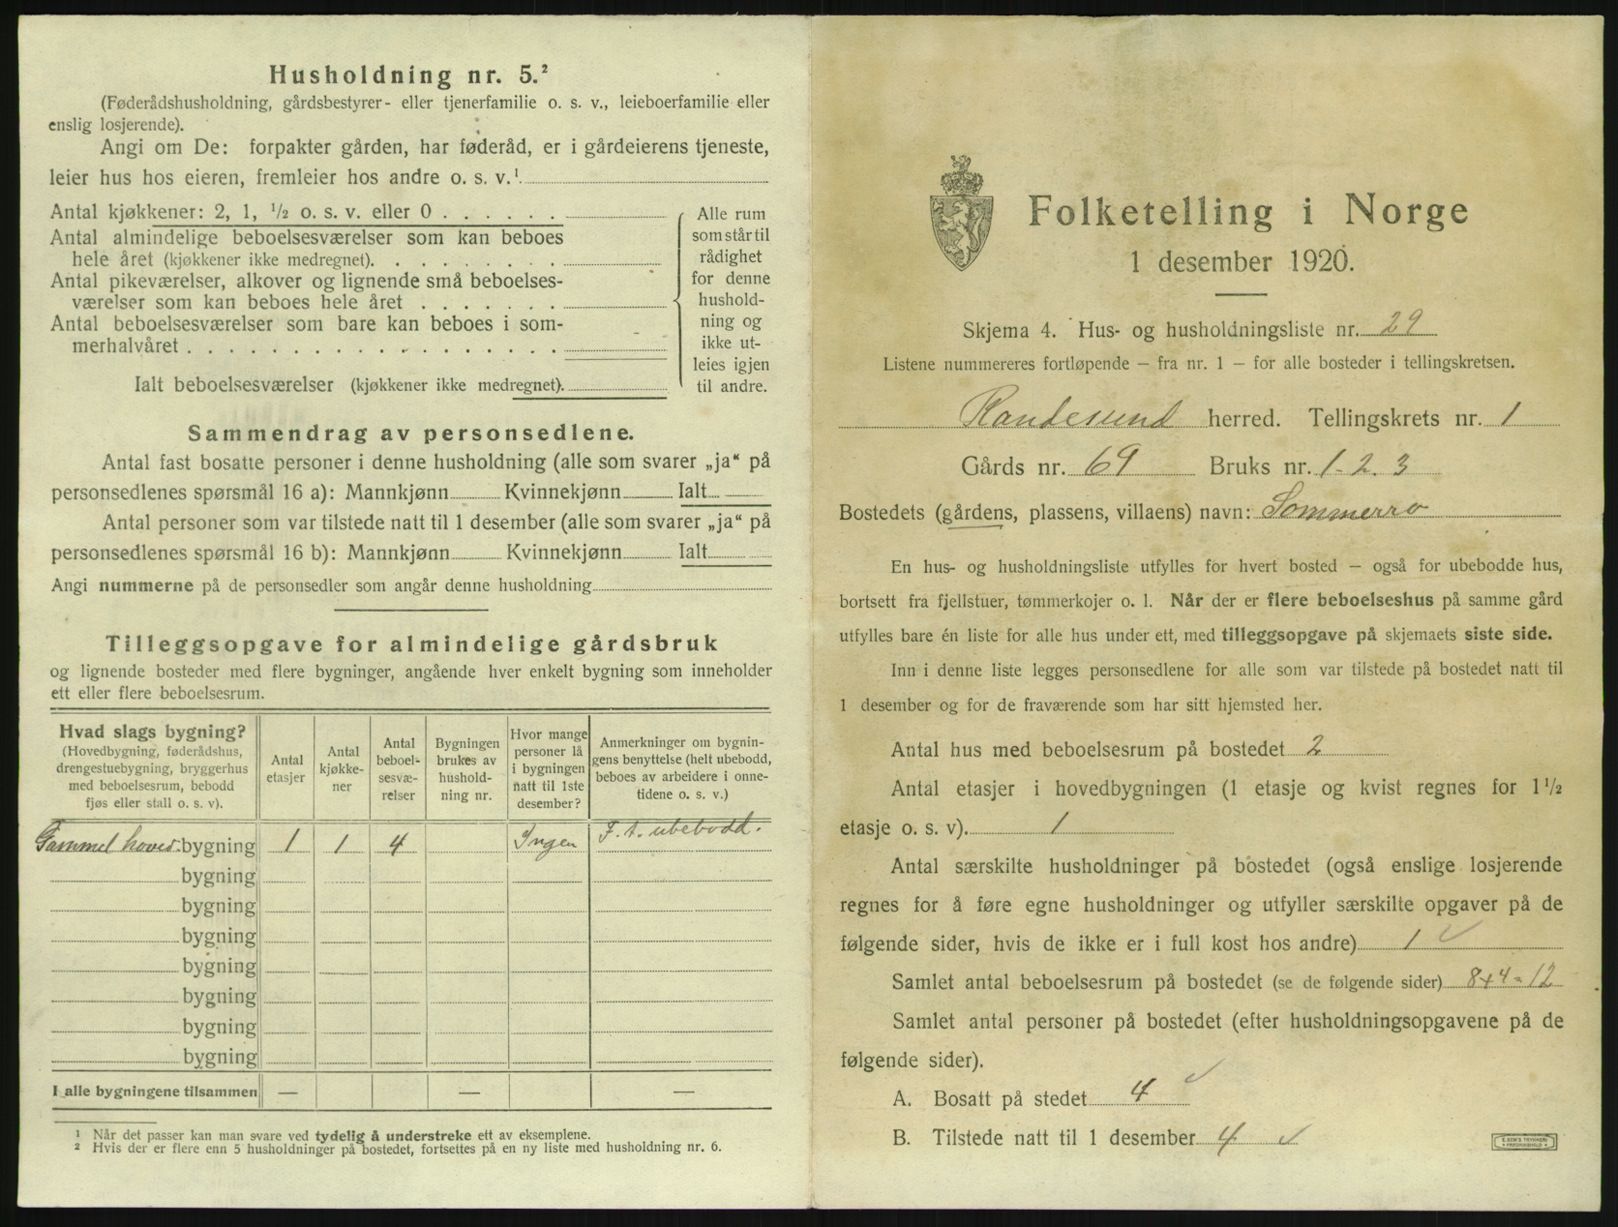 Husholdning nr. 5.²
(Føderådshusholdning, gårdsbestyrer- eller tjenerfamilie o. s. v., leieboerfamilie eller
enslig losjerende).
Angi om De: forpakter gården, har føderåd, er i gårdeierens tjeneste,
leier hus hos eieren, fremleier hos andre o. s. v.¹
Antal kjøkkener: 2, 1, ½ o. s. v. eller 0
Antal almindelige beboelsesværelser som kan beboes
hele året (kjøkkener ikke medregnet).
Antal pikeværelser, alkover og lignende små beboelses-
værelser som kan beboes hele året
Antal beboelsesværelser som bare kan beboes i som-
merhalvåret
Ialt beboelsesværelser (kjøkkener ikke medregnet).
Alle rum
som står til
rådighet
for denne
hushold-
ning og
ikke ut-
leies igjen
til andre.
Sammendrag av personsedlene.
Antal fast bosatte personer i denne husholdning (alle som svarer „ja“ på
personsedlenes spørsmål 16 a): Mannkjønn Kvinnekjønn Ialt
Antal personer som var tilstede natt til 1 desember (alle som svarer „ja“ på
personsedlenes spørsmål 16 b): Mannkjønn Kvinnekjønn Ialt
Angi nummerne på de personsedler som angår denne husholdning
Tilleggsopgave for almindelige gårdsbruk
og lignende bosteder med flere bygninger, angående hver enkelt bygning som inneholder
ett eller flere beboelsesrum.
Hvad slags bygning?
(Hovedbygning, føderådshus,
drengestuebygning, bryggerhus
med beboelsesrum, bebodd
fjøs eller stall o. s. v).
Antal
etasjer
Antal
kjøkke-
ner
Antal
beboel-
sesvæ-
relser
Bygningen
brukes av
hushold-
ning nr.
Hvor mange
personer lå
i bygningen
natt til 1ste
desember?
Anmerkninger om bygnin-
gens benyttelse (helt ubebodd,
beboes av arbeidere i onne-
tidene o. s. v.)
Gammel hoved-bygning 1 1 4 Ingen F. t. ubebodd.
bygning
bygning
bygning
bygning
bygning
bygning
bygning
I alle bygningene tilsammen — — —
¹ Når det passer kan man svare ved tydelig å understreke ett av eksemplene.
² Hvis der er flere enn 5 husholdninger på bostedet, fortsettes på en ny liste med husholdning nr. 6.
Folketelling i Norge
1 desember 1920.
Skjema 4. Hus- og husholdningsliste nr. 29
Listene nummereres fortløpende — fra nr. 1 — for alle bosteder i tellingskretsen.
Randesund herred. Tellingskrets nr. 1
Gårds nr. 69 Bruks nr. 1-2.3
Bostedets (gårdens, plassens, villaens) navn: Sommerro
En hus- og husholdningsliste utfylles for hvert bosted — også for ubebodde hus,
bortsett fra fjellstuer, tømmerkojer o. l. Når der er flere beboelseshus på samme gård
utfylles bare én liste for alle hus under ett, med tilleggsopgave på skjemaets siste side.
Inn i denne liste legges personsedlene for alle som var tilstede på bostedet natt til
1 desember og for de fraværende som har sitt hjemsted her.
Antal hus med beboelsesrum på bostedet 2
Antal etasjer i hovedbygningen (1 etasje og kvist regnes for 1½
etasje o. s. v). 1
Antal særskilte husholdninger på bostedet (også enslige losjerende
regnes for å føre egne husholdninger og utfyller særskilte opgaver på de
følgende sider, hvis de ikke er i full kost hos andre) 1 ✓
Samlet antal beboelsesrum på bostedet (se de følgende sider) 8+4=12
Samlet antal personer på bostedet (efter husholdningsopgavene på de
følgende sider).
A. Bosatt på stedet 4 ✓
B. Tilstede natt til 1 desember 4 ✓